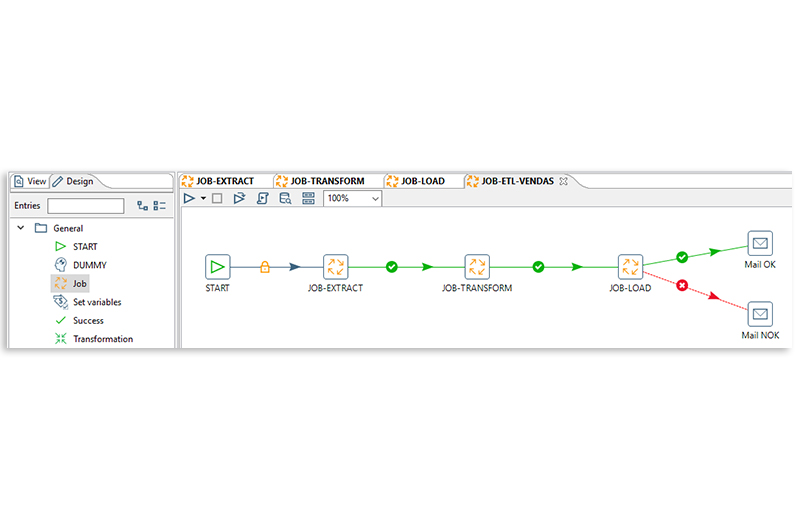 View
Design
JOB-EXTRACT
JOB-TRANSFORM
JOB-LOAD
JOB-ETL-VENDAS
Entries
100%
General
START
DUMMY
Job
Set variables
Success
Transformation
START
JOB-EXTRACT
JOB-TRANSFORM
JOB-LOAD
Mail OK
Mail NOK